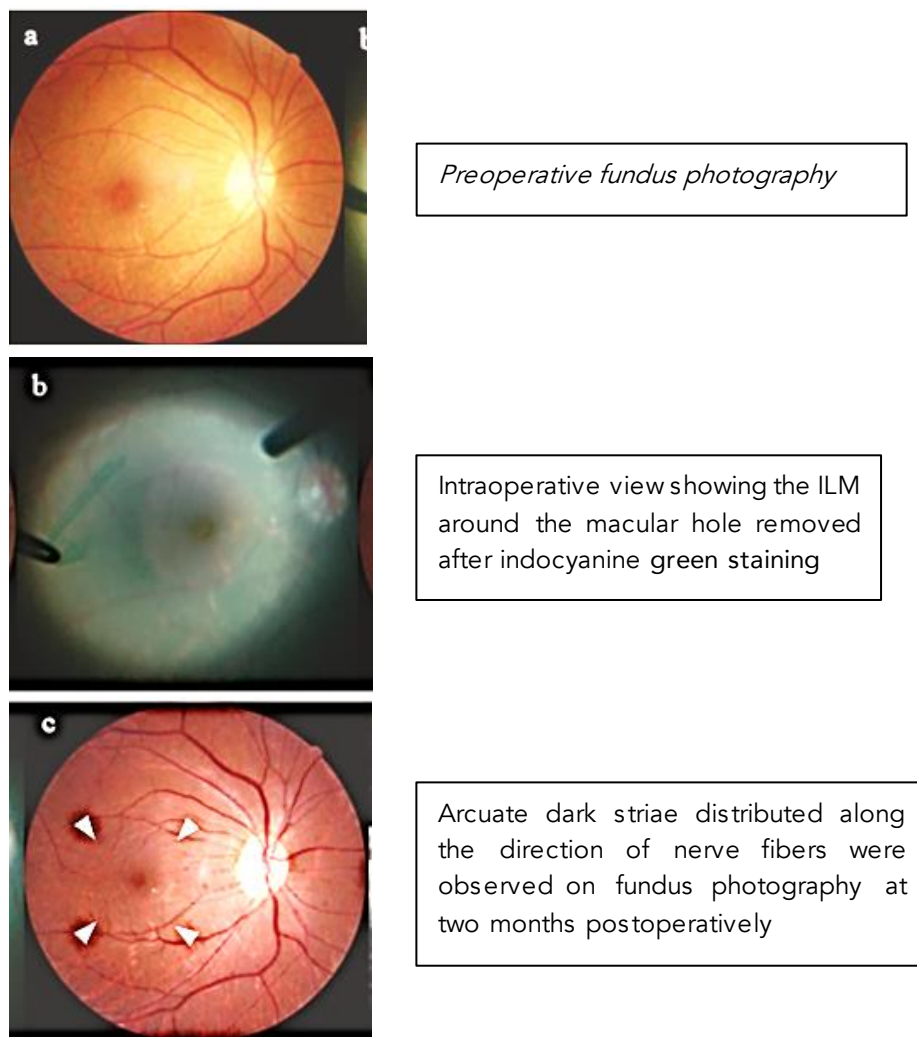 a
Preoperative fundus photography
b
Intraoperative view showing the ILM
around the macular hole removed
after indocyanine green staining
c
Arcuate dark striae distributed along
the direction of nerve fibers were
observed on fundus photography at
two months postoperatively